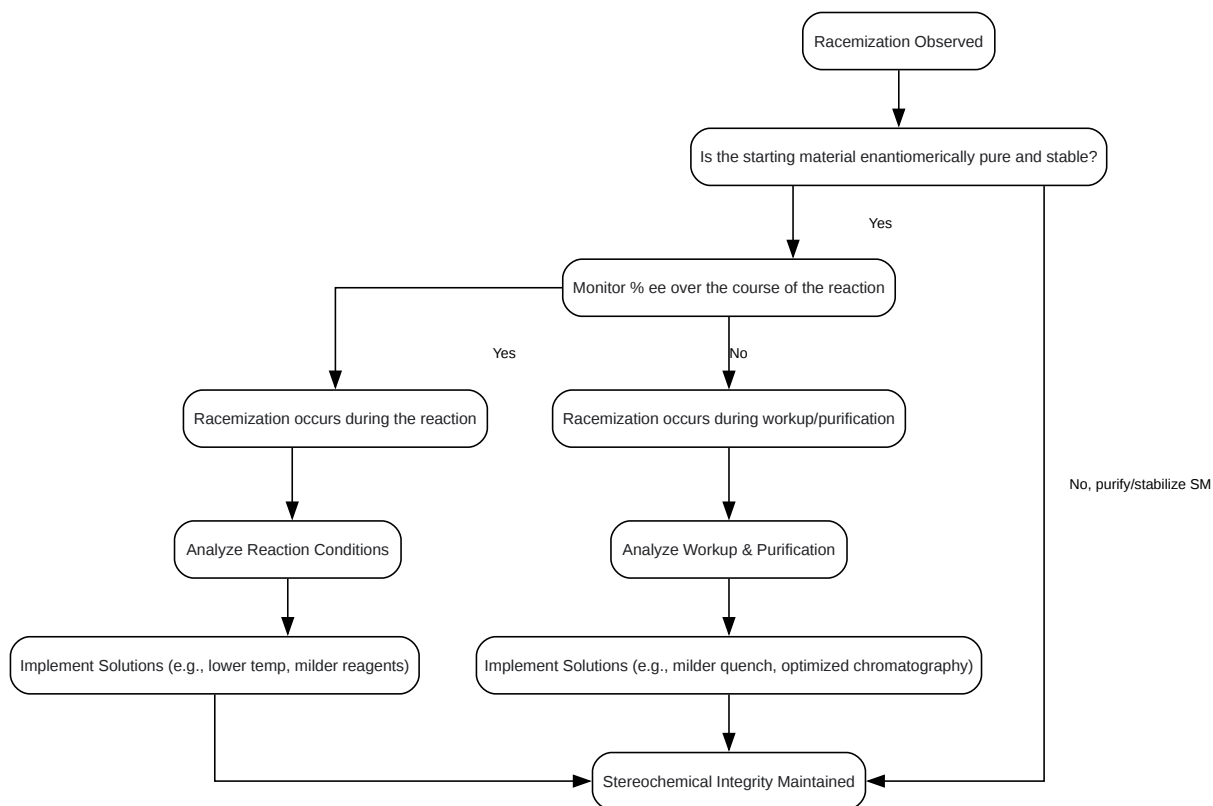 Racemization Observed
Is the starting material enantiomerically pure and stable?
Yes
Monitor % ee over the course of the reaction
Yes
No
Racemization occurs during the reaction
Racemization occurs during workup/purification
No, purify/stabilize SM
Analyze Reaction Conditions
Analyze Workup & Purification
Implement Solutions (e.g., lower temp, milder reagents)
Implement Solutions (e.g., milder quench, optimized chromatography)
Stereochemical Integrity Maintained